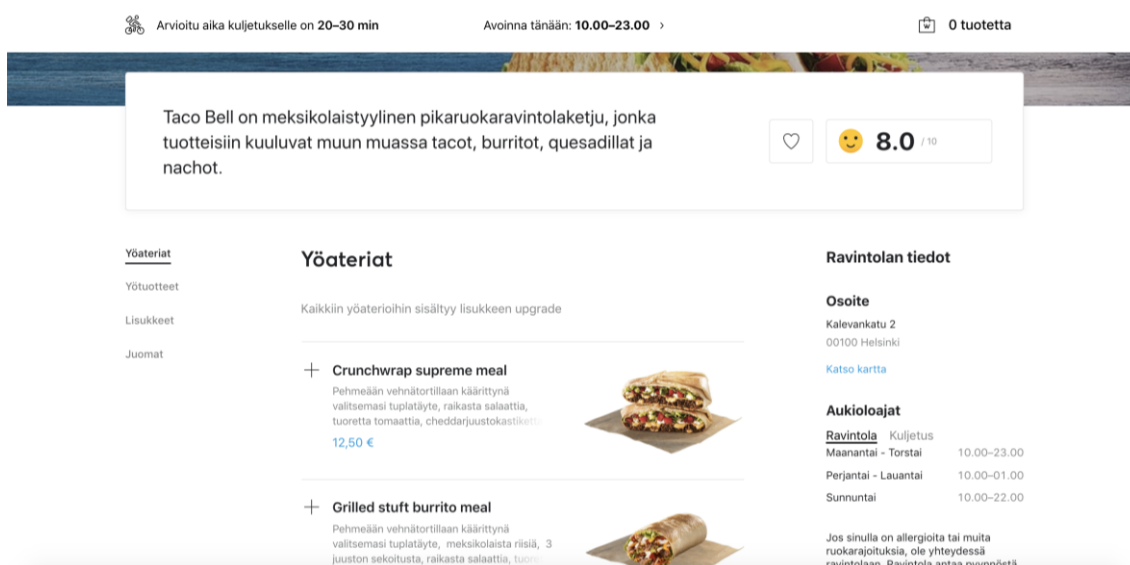 Arvioitu aika kuljetukselle on 20–30 min
Avoinna tänään: 10.00–23.00 ›
0 tuotetta
Taco Bell on meksikolaistyylinen pikaruokaravintolaketju, jonka
tuotteisiin kuuluvat muun muassa tacot, burritot, quesadillat ja
nachot.
8.0 / 10
Yöateriat
Yötuotteet
Lisukkeet
Juomat
Yöateriat
Kaikkiin yöaterioihin sisältyy lisukkeen upgrade
Crunchwrap supreme meal
Pehmeään vehnätortillaan käärittynä
valitsemasi tuplatäyte, raikasta salaattia,
tuoretta tomaattia, cheddarjuustokastiketta
12,50 €
Grilled stuft burrito meal
Pehmeään vehnätortillaan käärittynä
valitsemasi tuplatäyte, meksikolaista riisiä, 3
juuston sekoitusta, raikasta salaattia,
Ravintolan tiedot
Osoite
Kalevankatu 2
00100 Helsinki
Katso kartta
Aukioloajat
Ravintola Kuljetus
Maanantai - Torstai 10.00–23.00
Perjantai - Lauantai 10.00–01.00
Sunnuntai 10.00–22.00
Jos sinulla on allergioita tai muita
ruokarajoituksia, ole yhteydessä
ravintolaan. Ravintola antaa pyynnöstä